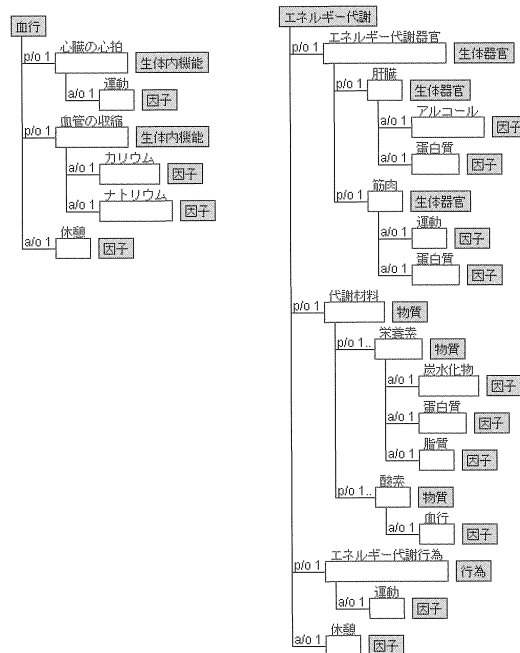 血行
心臓の心拍
p/o 1 生体内機能
運動
a/o 1 因子
血管の収縮
p/o 1 生体内機能
カリウム
a/o 1 因子
ナトリウム
a/o 1 因子
休憩
a/o 1 因子
エネルギー代謝
エネルギー代謝器官
p/o 1 生体器官
肝臓
p/o 1 生体器官
アルコール
a/o 1 因子
蛋白質
a/o 1 因子
筋肉
p/o 1 生体器官
運動
a/o 1 因子
蛋白質
a/o 1 因子
代謝材料
p/o 1 物質
栄養素
p/o 1.. 物質
炭水化物
a/o 1 因子
蛋白質
a/o 1 因子
脂質
a/o 1 因子
酸素
p/o 1.. 物質
血行
a/o 1 因子
エネルギー代謝行為
p/o 1 行為
運動
a/o 1 因子
休憩
a/o 1 因子